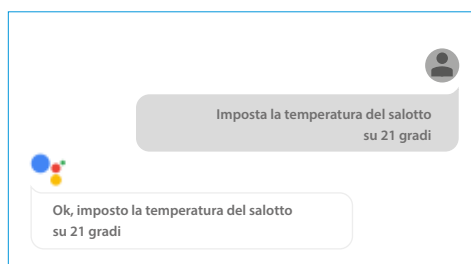 Imposta la temperatura del salotto
su 21 gradi
Ok, imposto la temperatura del salotto
su 21 gradi